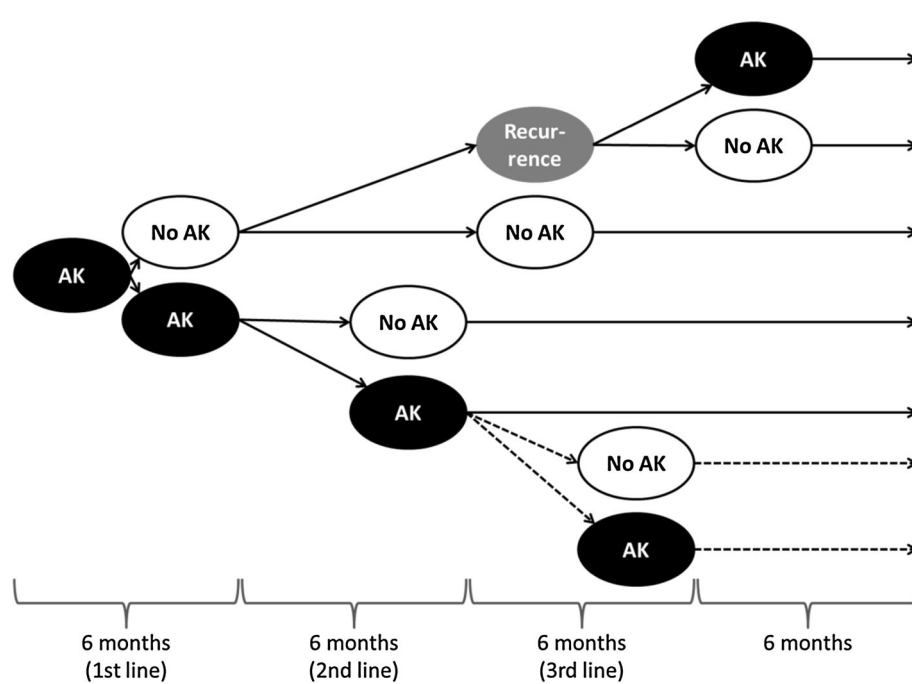 AK
Recur-
rence
No AK
No AK
No AK
AK
AK
No AK
AK
No AK
AK
6 months
(1st line)
6 months
(2nd line)
6 months
(3rd line)
6 months